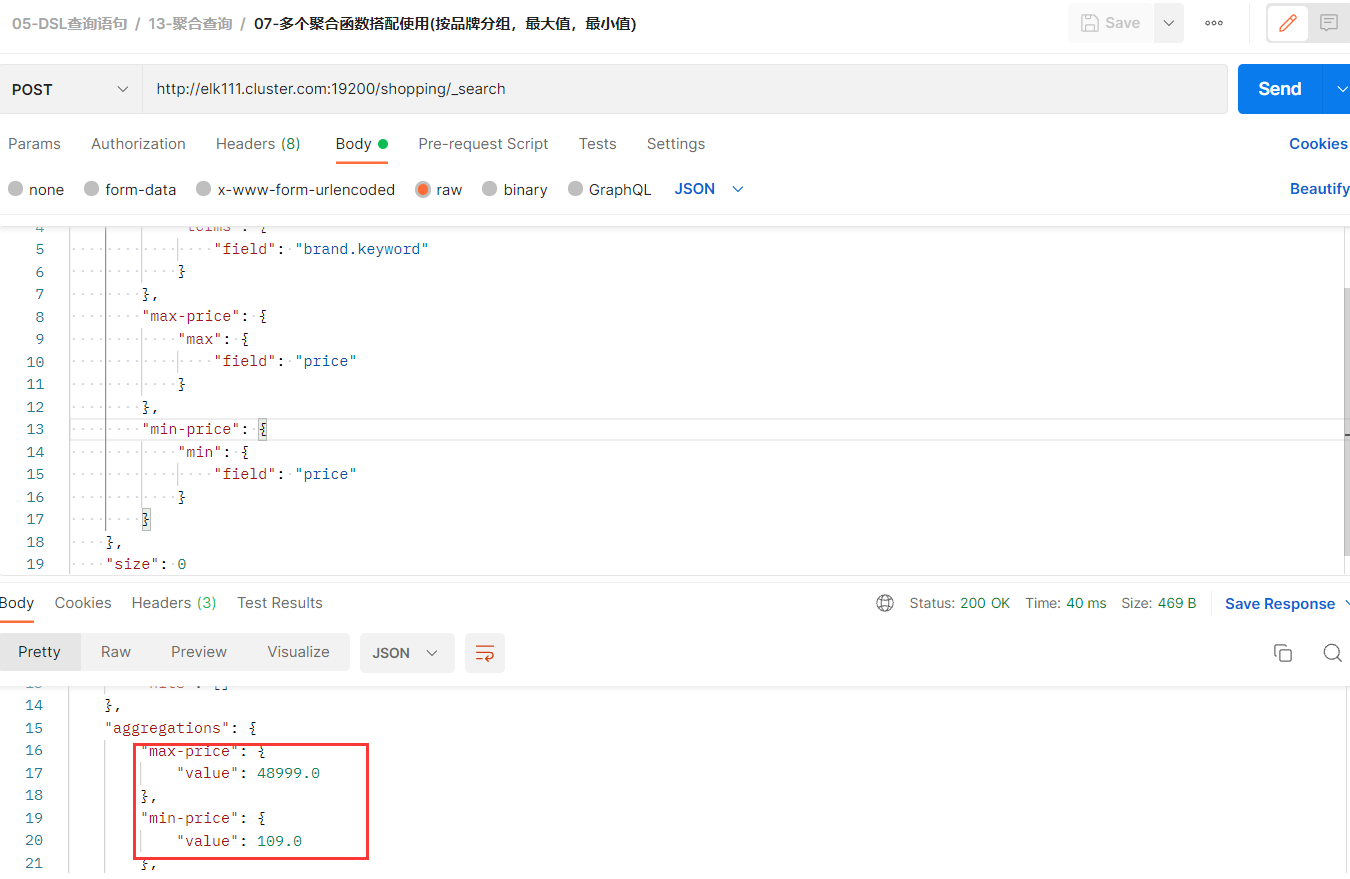 05-DSL查询语句 / 13-聚合查询 / 07-多个聚合函数搭配使用(按品牌分组，最大值，最小值)
Save
POST
http://elk111.cluster.com:19200/shopping/_search
Send
Params Authorization Headers (8) Body Pre-request Script Tests Settings Cookies
none form-data x-www-form-urlencoded raw binary GraphQL JSON Beautify
4 "terms": {
5 "field": "brand.keyword"
6 }
7 },
8 "max-price": {
9 "max": {
10 "field": "price"
11 }
12 },
13 "min-price": {
14 "min": {
15 "field": "price"
16 }
17 }
18 },
19 "size": 0
Body Cookies Headers (3) Test Results Status: 200 OK Time: 40 ms Size: 469 B Save Response
Pretty Raw Preview Visualize JSON
13 "hits": []
14 },
15 "aggregations": {
16 "max-price": {
17 "value": 48999.0
18 },
19 "min-price": {
20 "value": 109.0
21 },